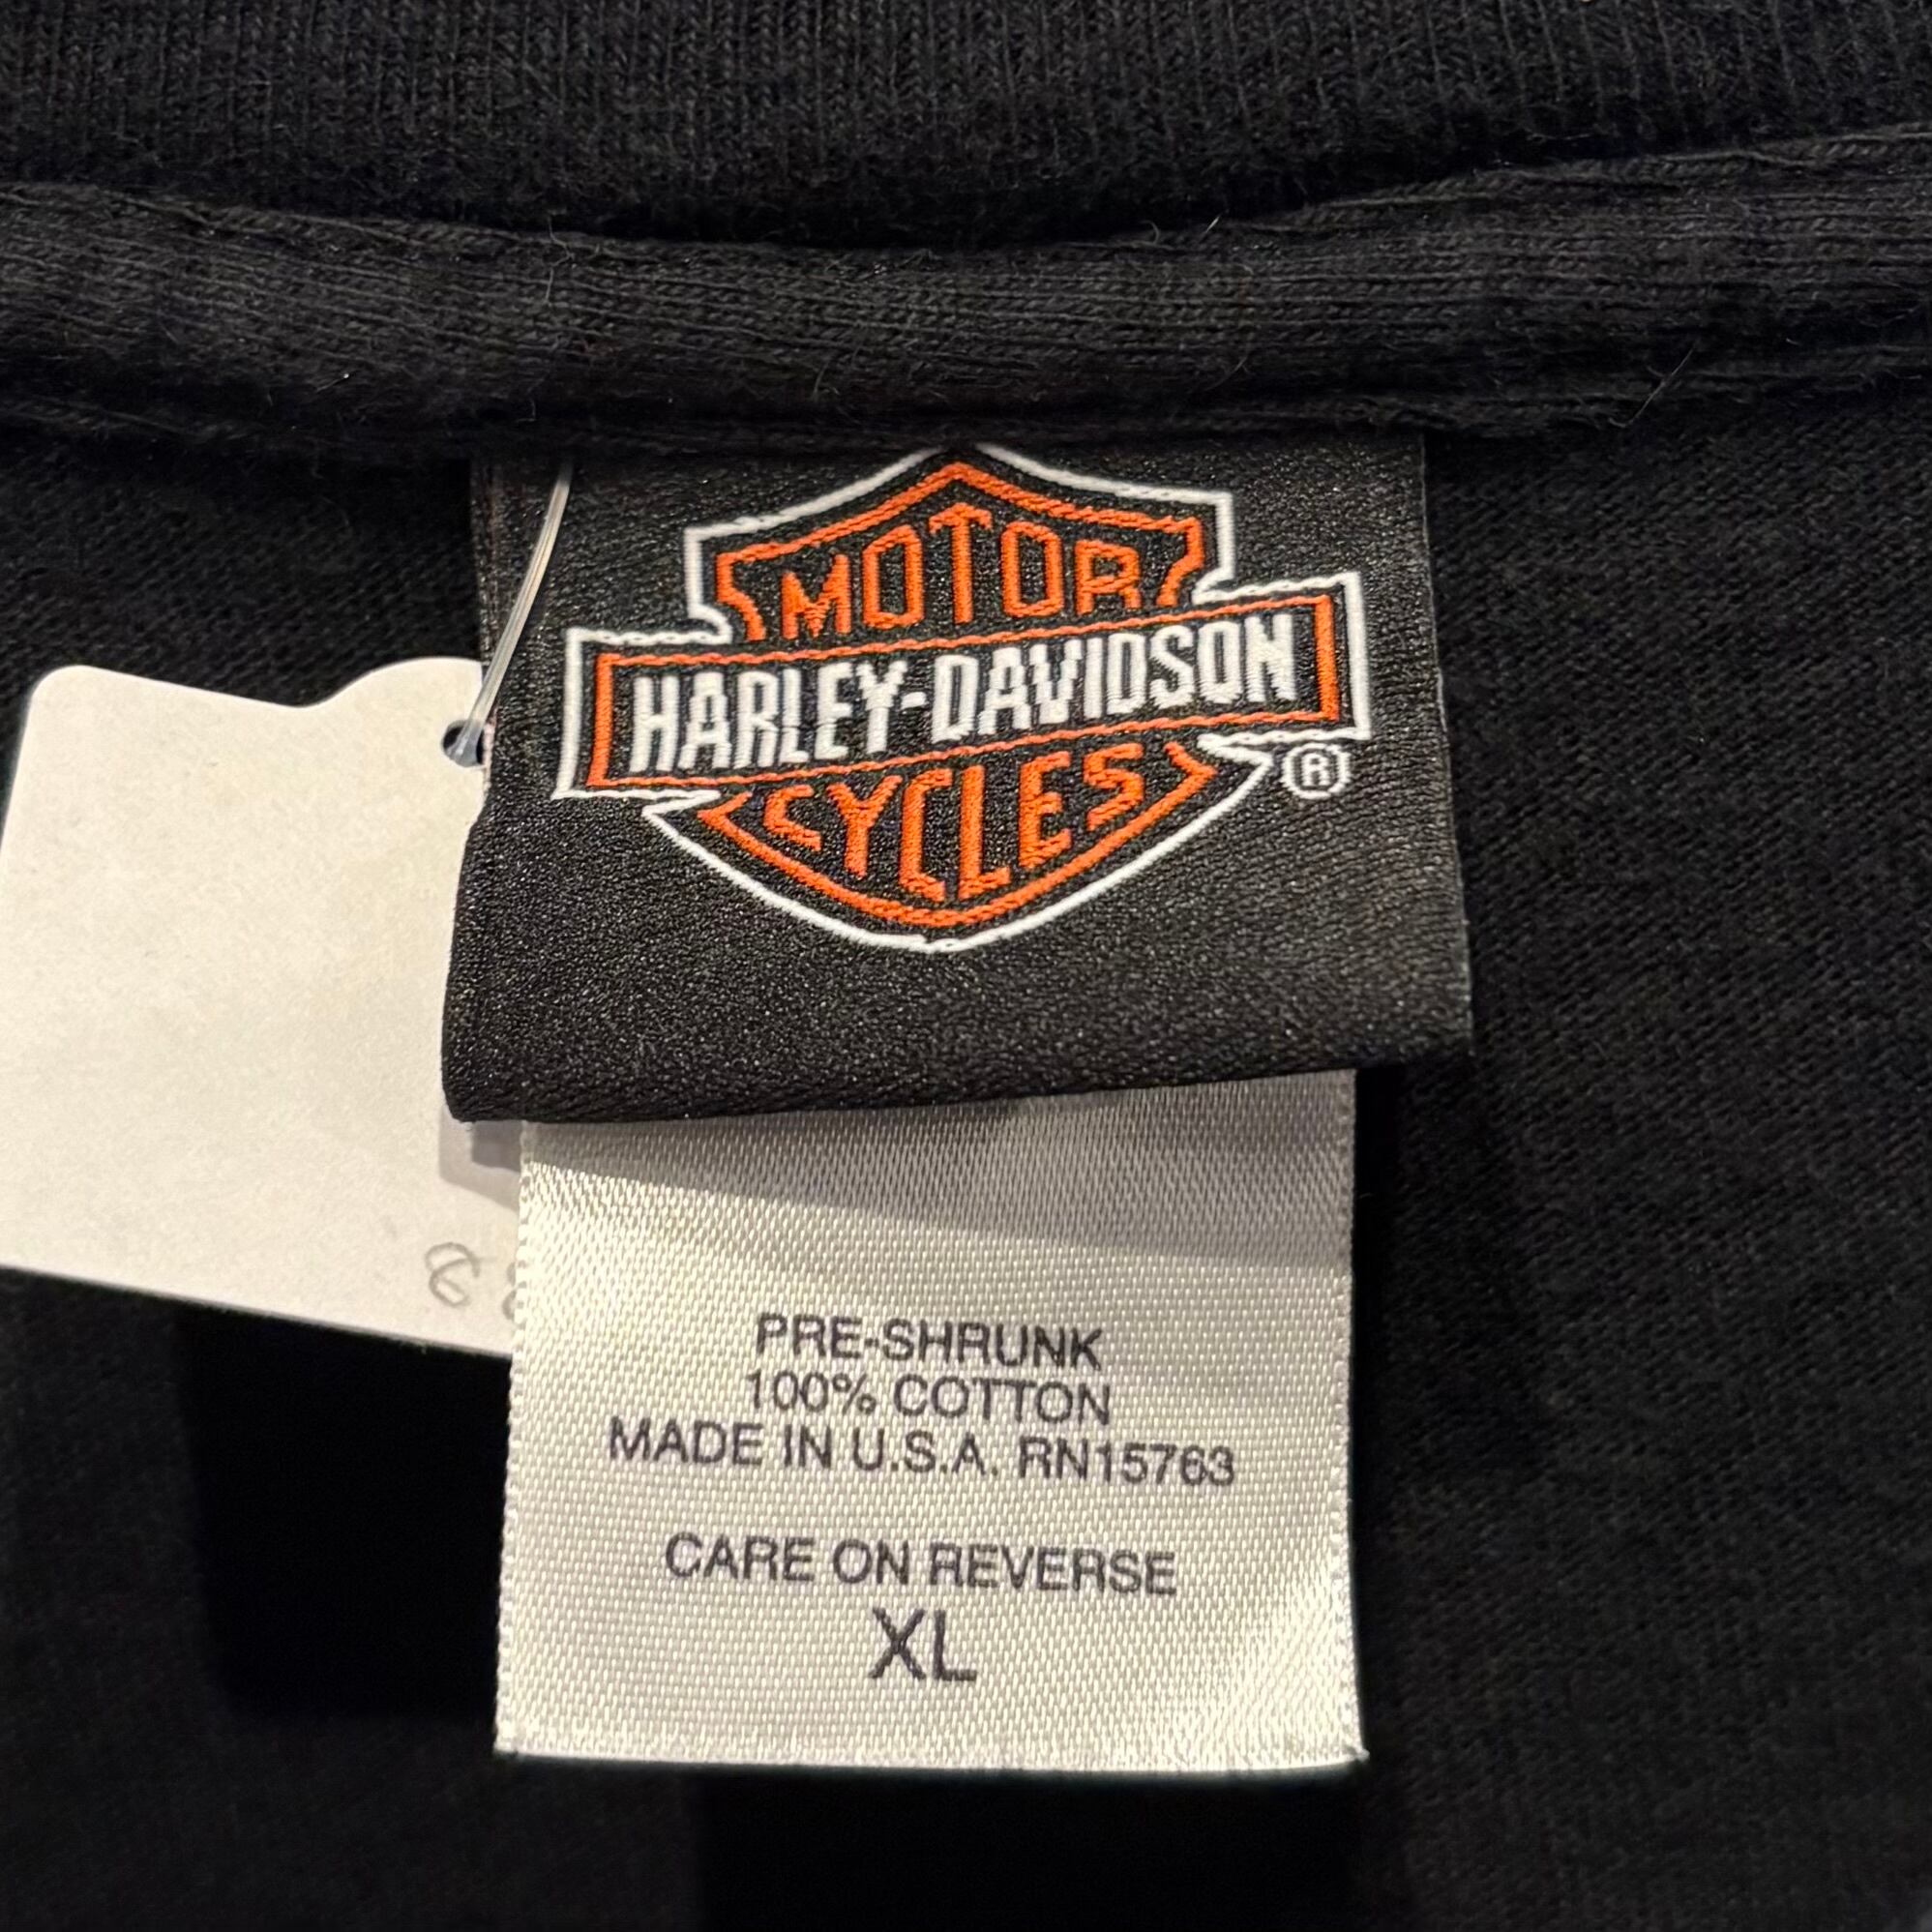 MOTOR
HARLEY-DAVIDSON
CYCLES
®
PRE-SHRUNK
100% COTTON
MADE IN U.S.A. RN15763
CARE ON REVERSE
XL